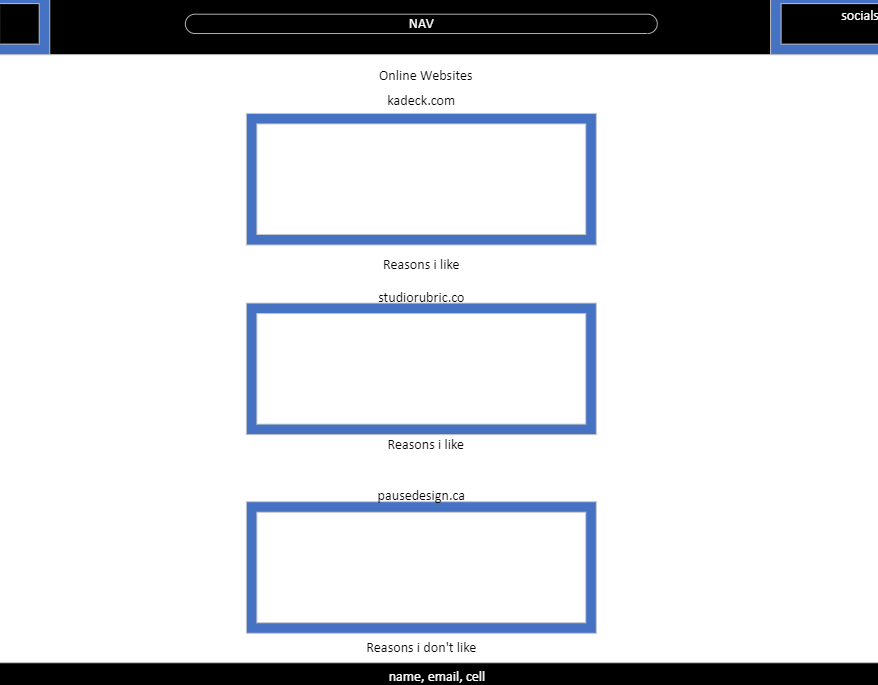 NAV
socials
Online Websites
kadeck.com
Reasons i like
studiorubric.co
Reasons i like
pausedesign.ca
Reasons i don't like
name, email, cell